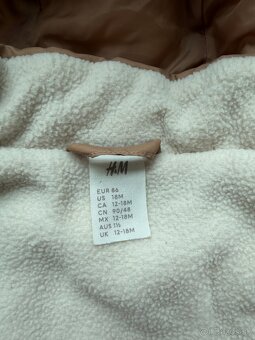 H&M
EUR 86
US 18M
CA 12-18M
CN 90/48
MX 12-18M
AUS 1½
UK 12-18M